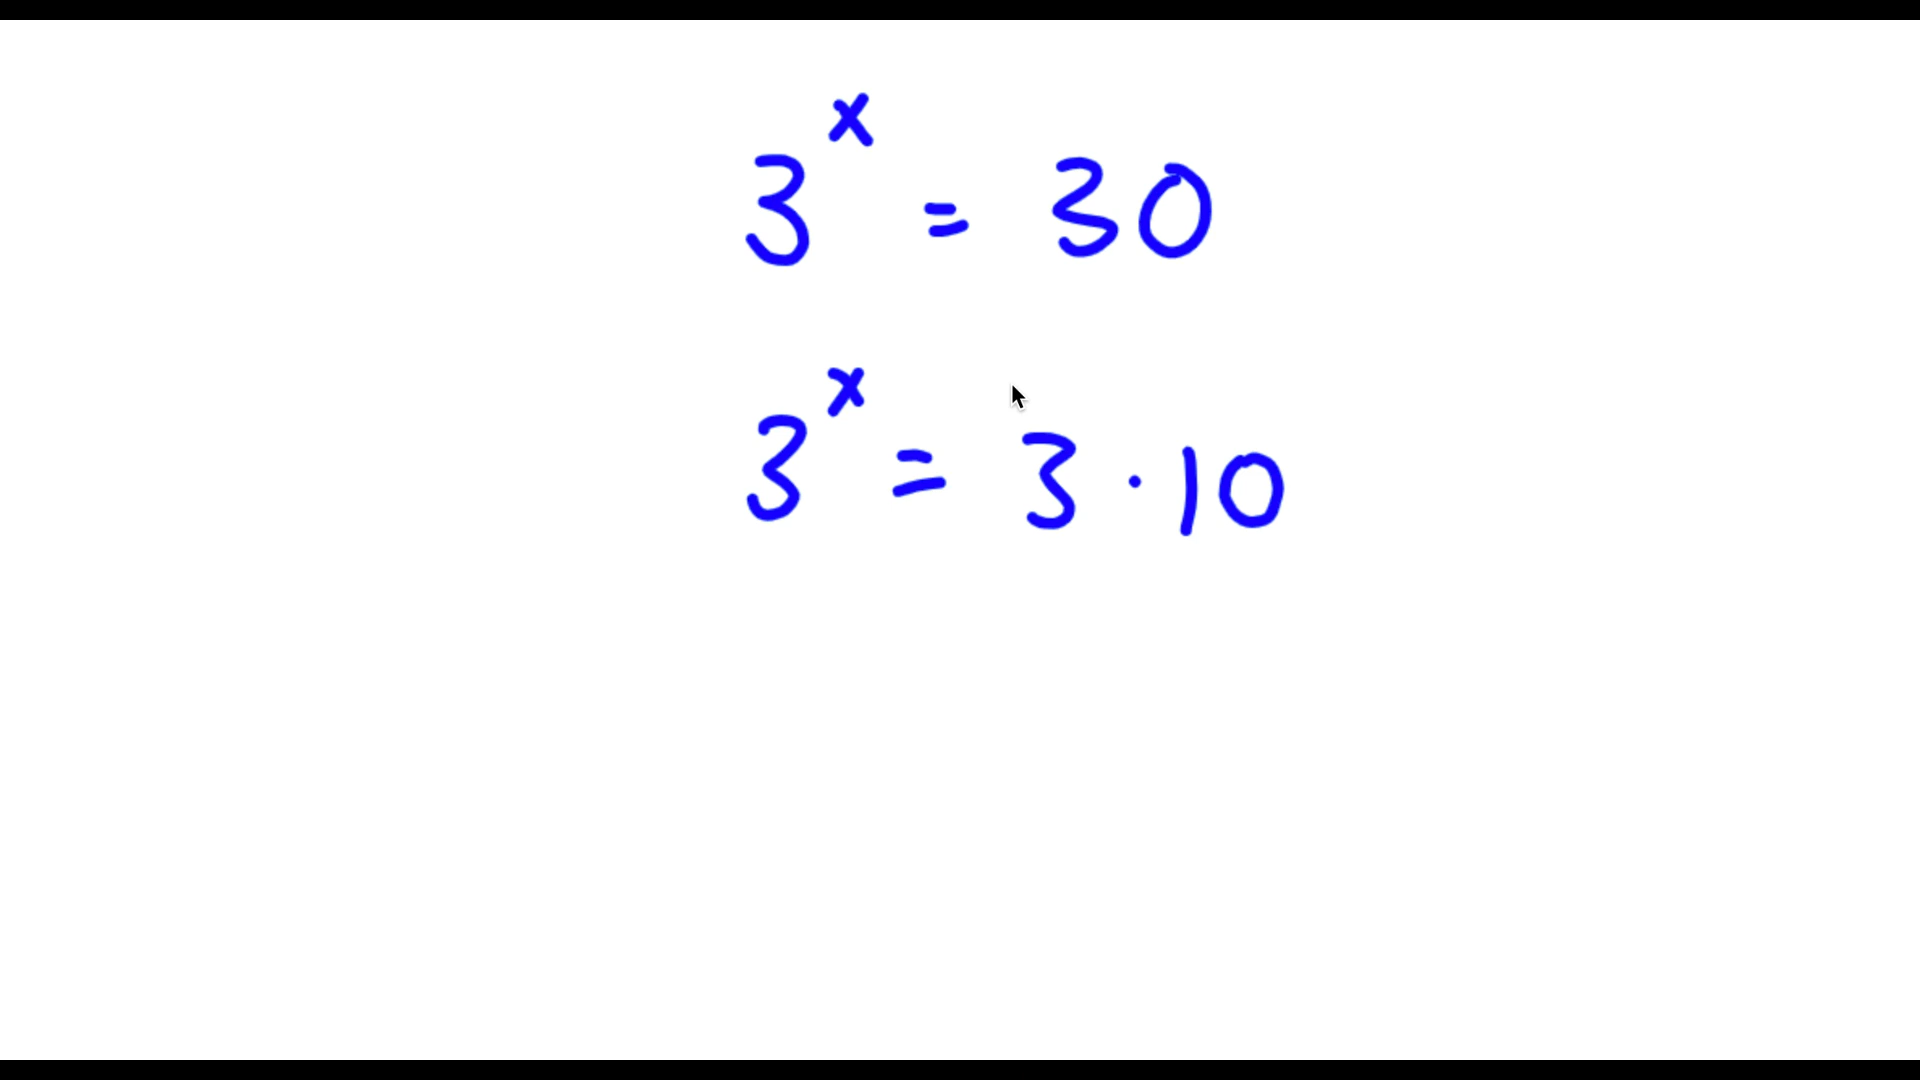 3^x = 30
3^x = 3 · 10